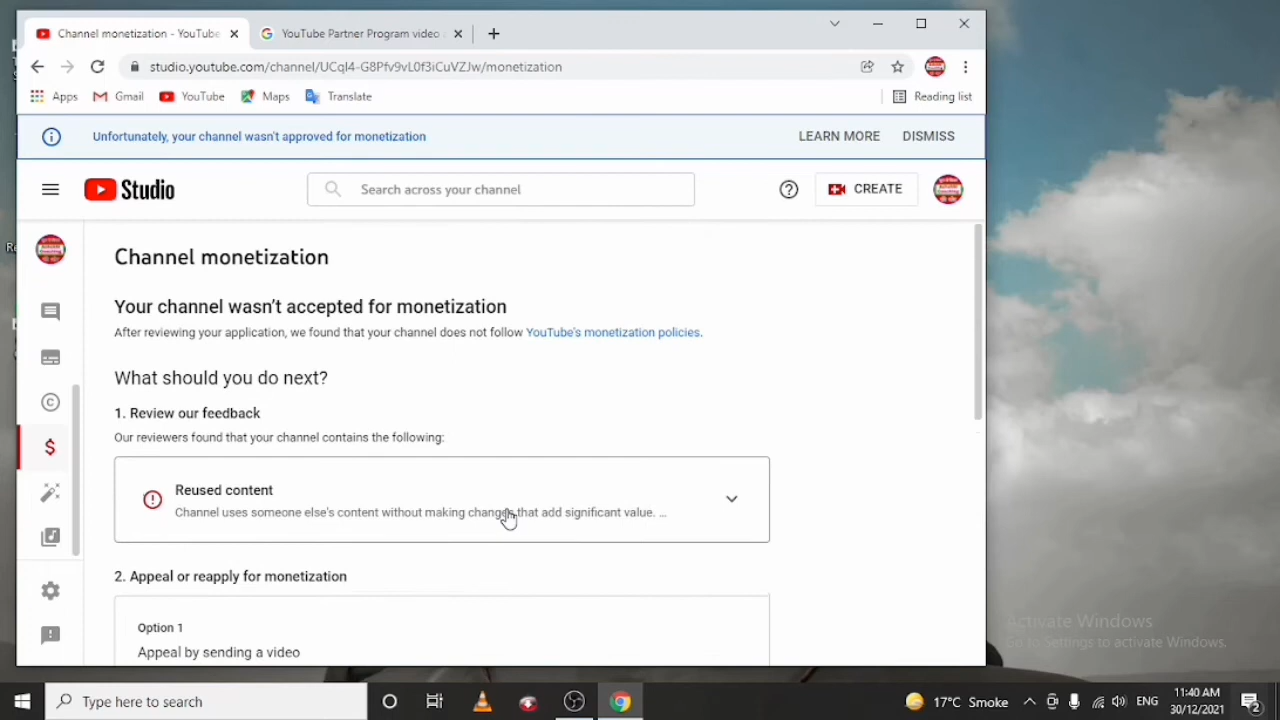 Channel monetization - YouTube
YouTube Partner Program video
studio.youtube.com/channel/UCqI4-G8Pfv9vL0f3iCuVZJw/monetization
Apps Gmail YouTube Maps Translate Reading list
Unfortunately, your channel wasn't approved for monetization LEARN MORE DISMISS
Studio Search across your channel CREATE
Channel monetization
Your channel wasn't accepted for monetization
After reviewing your application, we found that your channel does not follow YouTube's monetization policies.
What should you do next?
1. Review our feedback
Our reviewers found that your channel contains the following:
Reused content
Channel uses someone else's content without making changes that add significant value. ...
2. Appeal or reapply for monetization
Option 1
Appeal by sending a video
Activate Windows
Go to Settings to activate Windows.
Type here to search
17°C Smoke
ENG
11:40 AM
30/12/2021
2